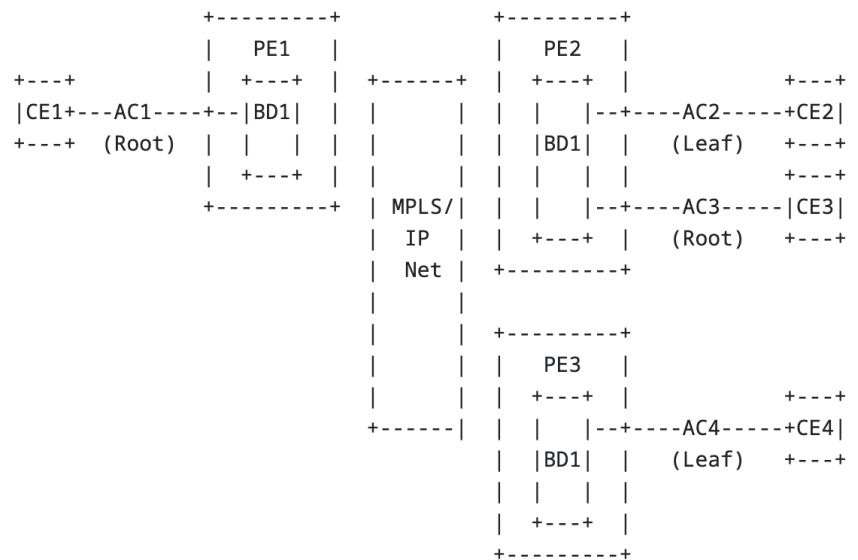 PE1 PE2
CE1 AC1 BD1 AC2 CE2
(Root) BD1 (Leaf)
MPLS/ AC3 CE3
IP (Root)
Net
PE3
AC4 CE4
BD1 (Leaf)